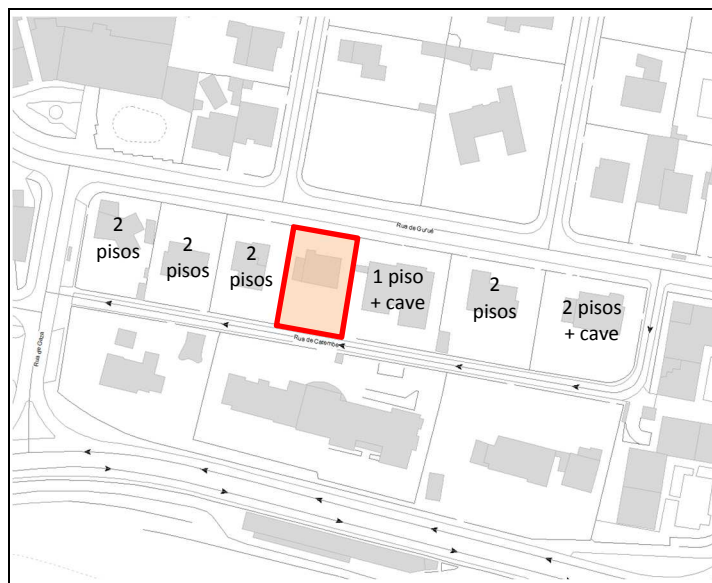 Rua de Gurué
2
pisos
2
pisos
2
pisos
1 piso
+ cave
2
pisos
2 pisos
+ cave
Rua de Catembe
Rua de Goba